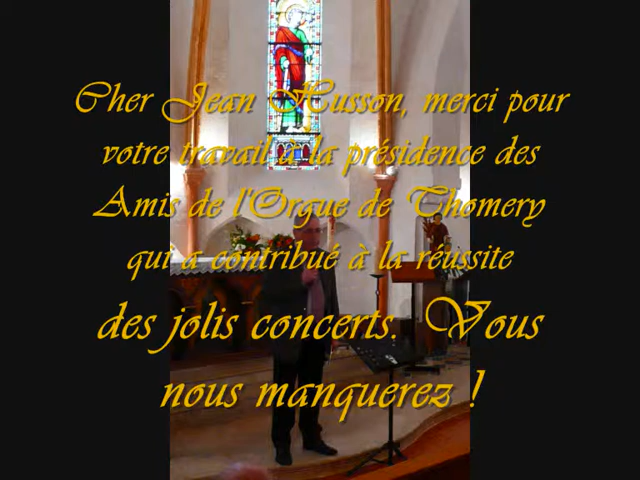 Cher Jean Husson, merci pour
votre travail à la présidence des
Amis de l'Orgue de Thomery
qui a contribué à la réussite
des jolis concerts. Vous
nous manquerez !